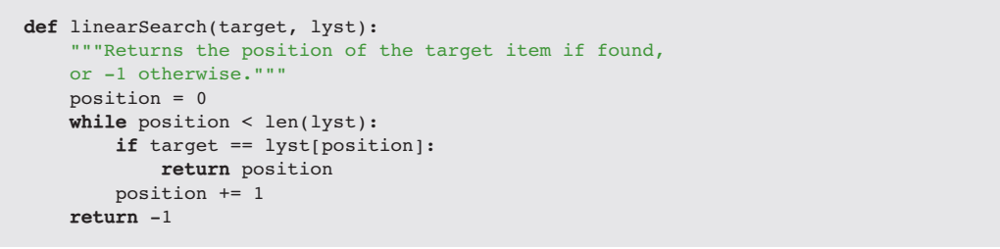 def linearSearch(target, lyst):
    """Returns the position of the target item if found,
    or -1 otherwise."""
    position = 0
    while position < len(lyst):
        if target == lyst[position]:
            return position
        position += 1
    return -1